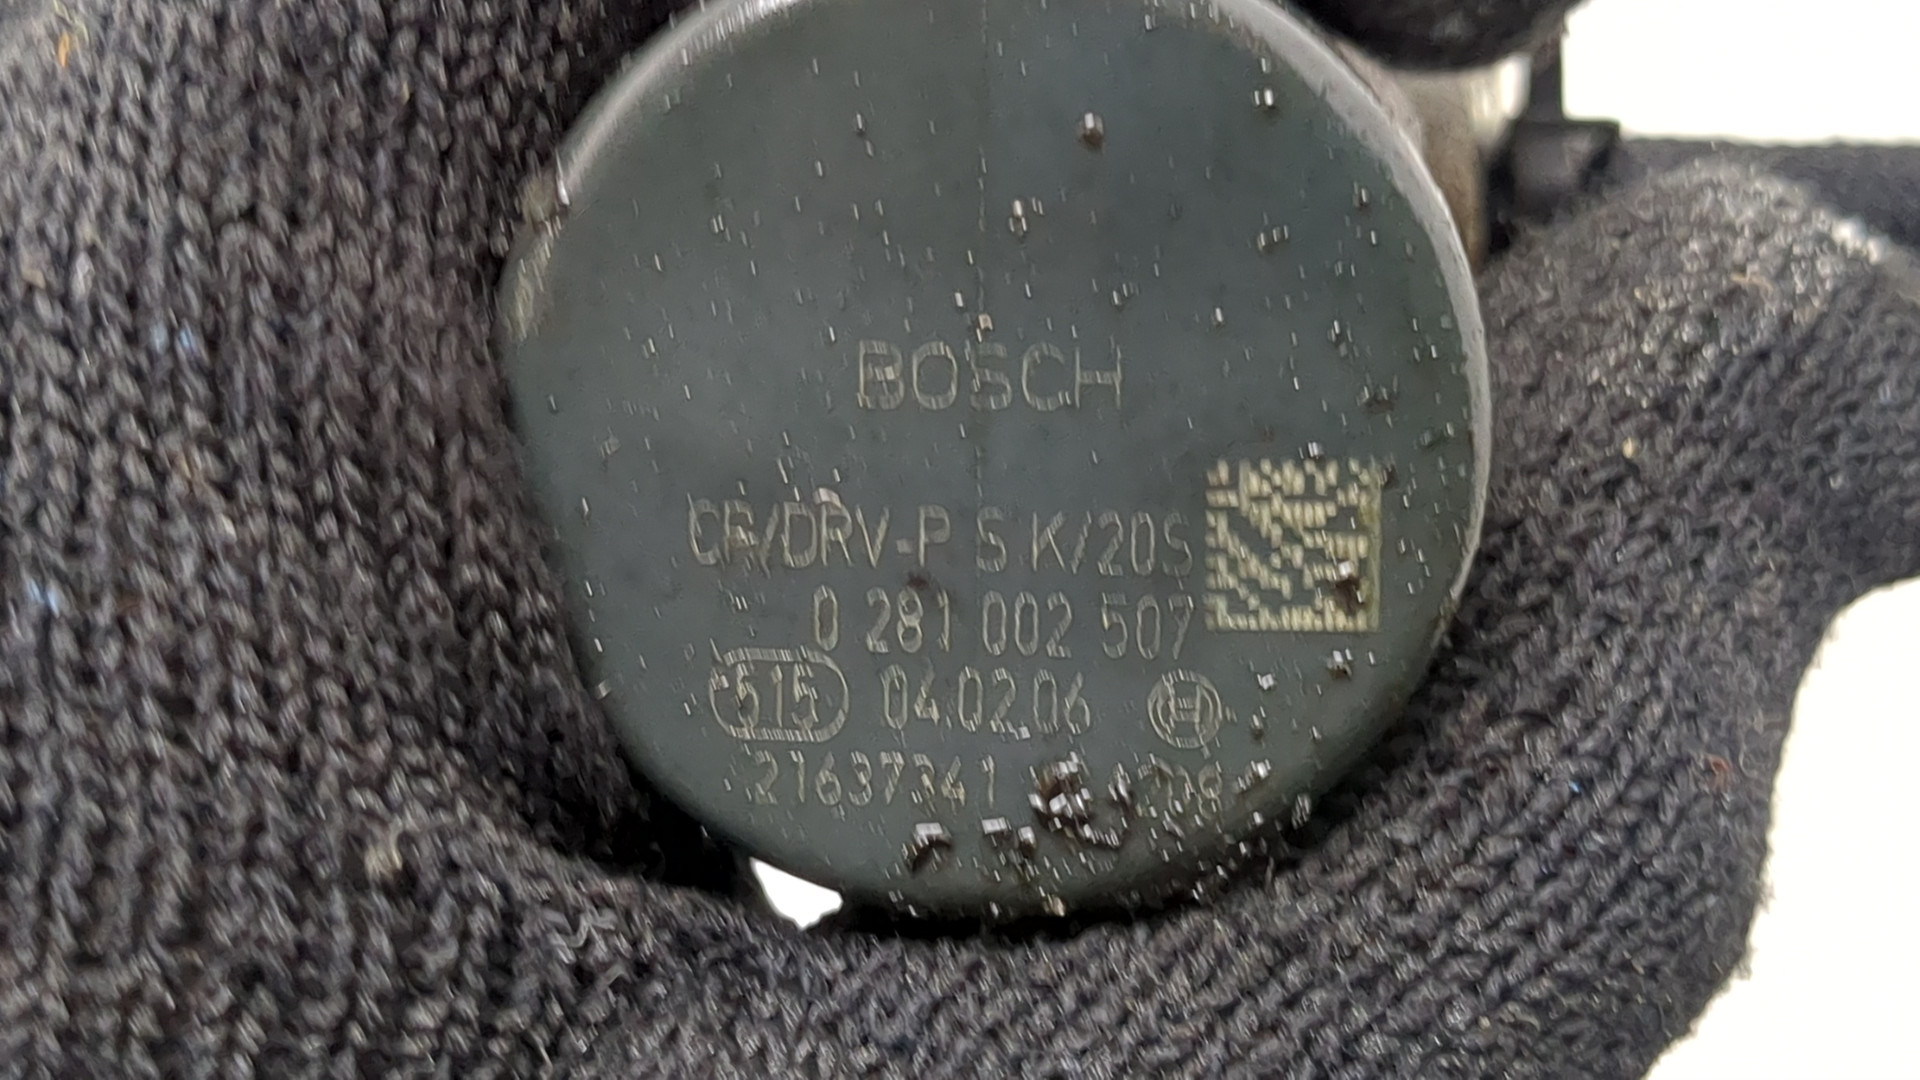 BOSCH
CR/DRV-P S K/20S
0 281 002 507
515 04.02.06
21637341